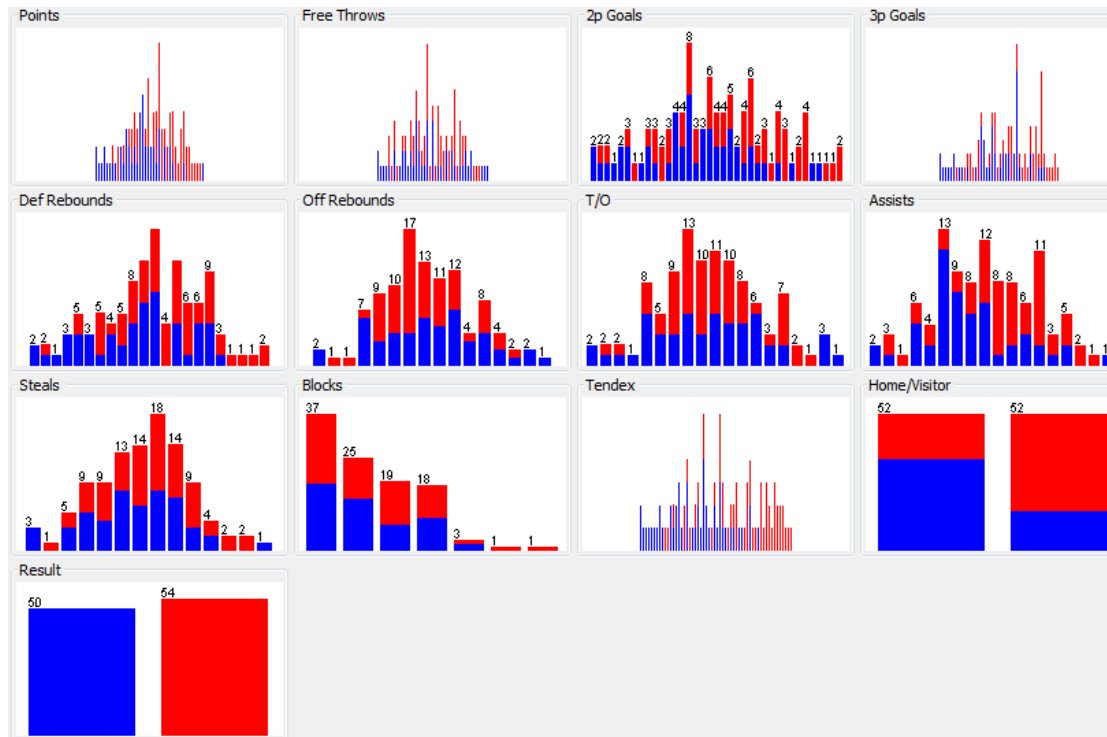 Points
Free Throws
2p Goals
2 2 2 1 2 3 1 1 3 3 2 3 4 4 8 3 3 6 4 4 5 2 4 6 2 3 1 4 3 1 2 4 1 1 1 1 2
3p Goals
Def Rebounds
2 2 1 3 5 3 5 4 5 8 4 6 6 9 3 1 1 1 2
Off Rebounds
2 1 1 7 9 10 17 13 11 12 4 8 4 2 2 1
T/O
2 2 2 1 8 5 9 13 10 11 10 8 6 3 7 2 1 3 1
Assists
2 3 1 6 4 13 9 8 12 8 8 6 11 3 5 2 1 1
Steals
3 1 5 9 9 13 14 18 14 9 4 2 2 1
Blocks
37 25 19 18 3 1 1
Tendex
Home/Visitor
52 52
Result
50 54